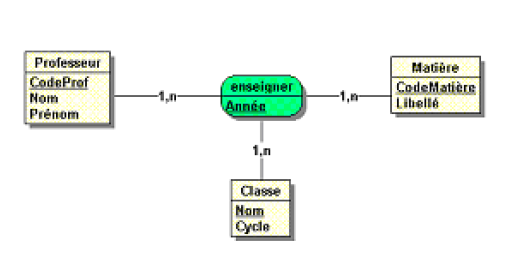 Professeur
CodeProf
Nom
Prénom
1,n
enseigner
Année
1,n
Matière
CodeMatière
Libellé
1,n
Classe
Nom
Cycle